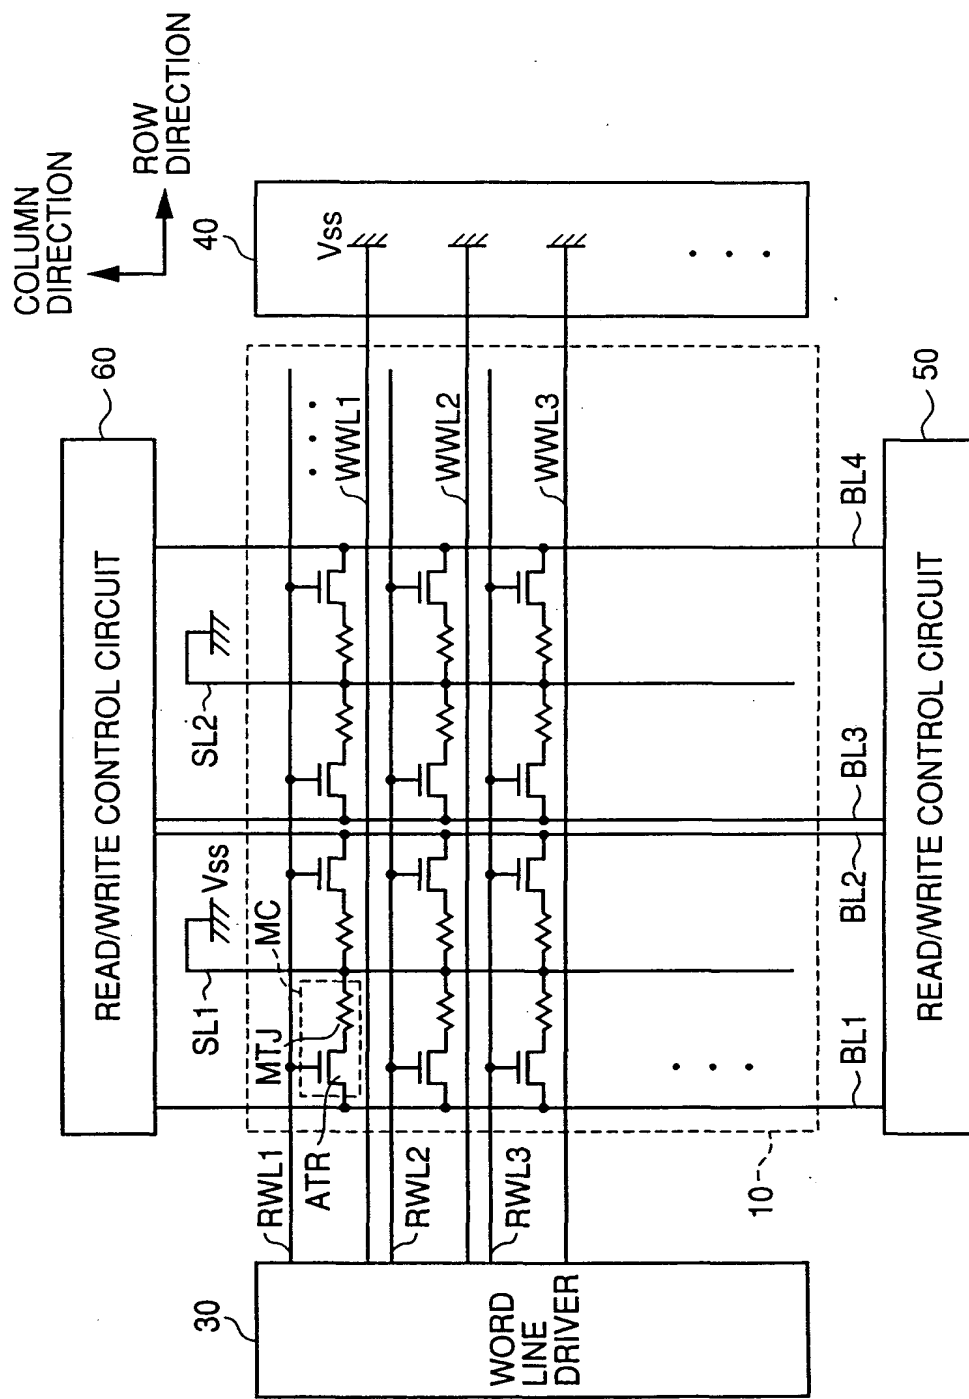 COLUMN
DIRECTION
ROW
DIRECTION
60
READ/WRITE CONTROL CIRCUIT
40
Vss
SL1
Vss
SL2
MC
MTJ
ATR
RWL1
RWL2
RWL3
WWL1
WWL2
WWL3
30
WORD
LINE
DRIVER
10
BL1
BL2
BL3
BL4
50
READ/WRITE CONTROL CIRCUIT